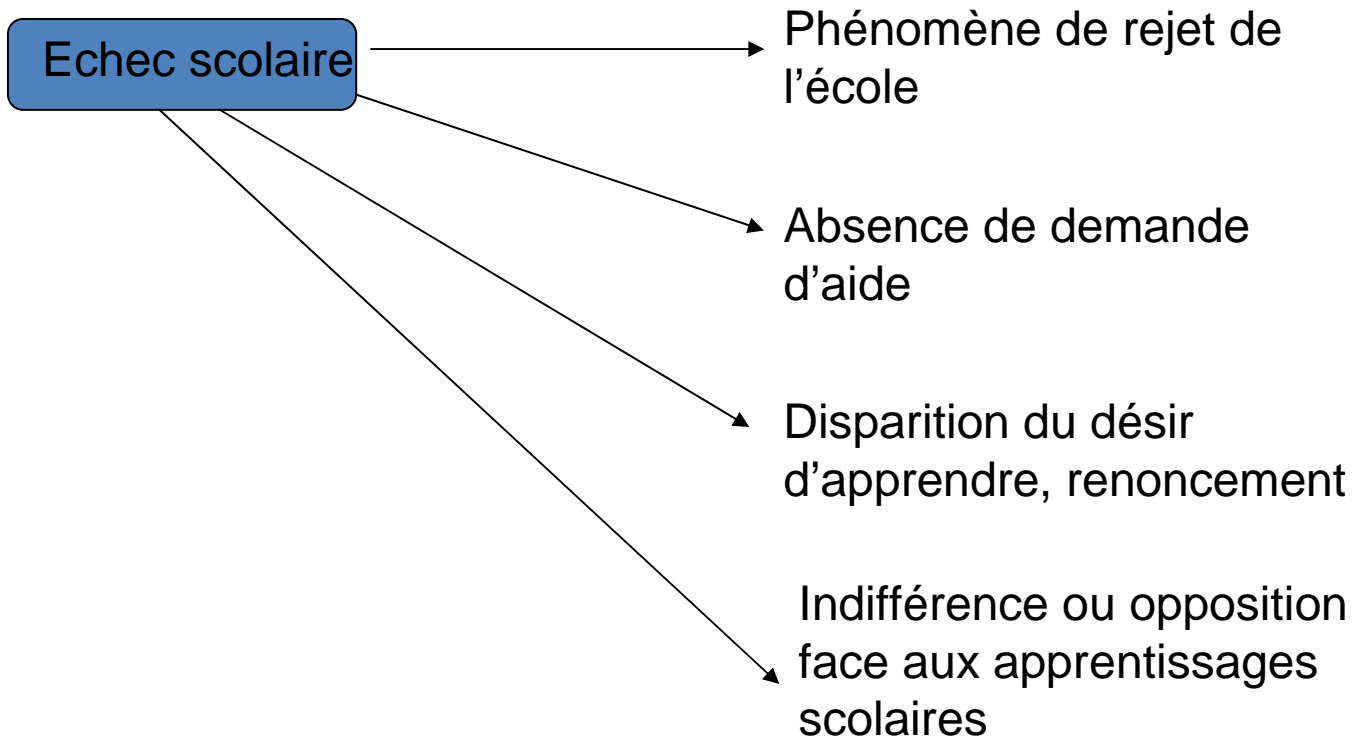 Echec scolaire
Phénomène de rejet de
l’école
Absence de demande
d’aide
Disparition du désir
d’apprendre, renoncement
Indifférence ou opposition
face aux apprentissages
scolaires